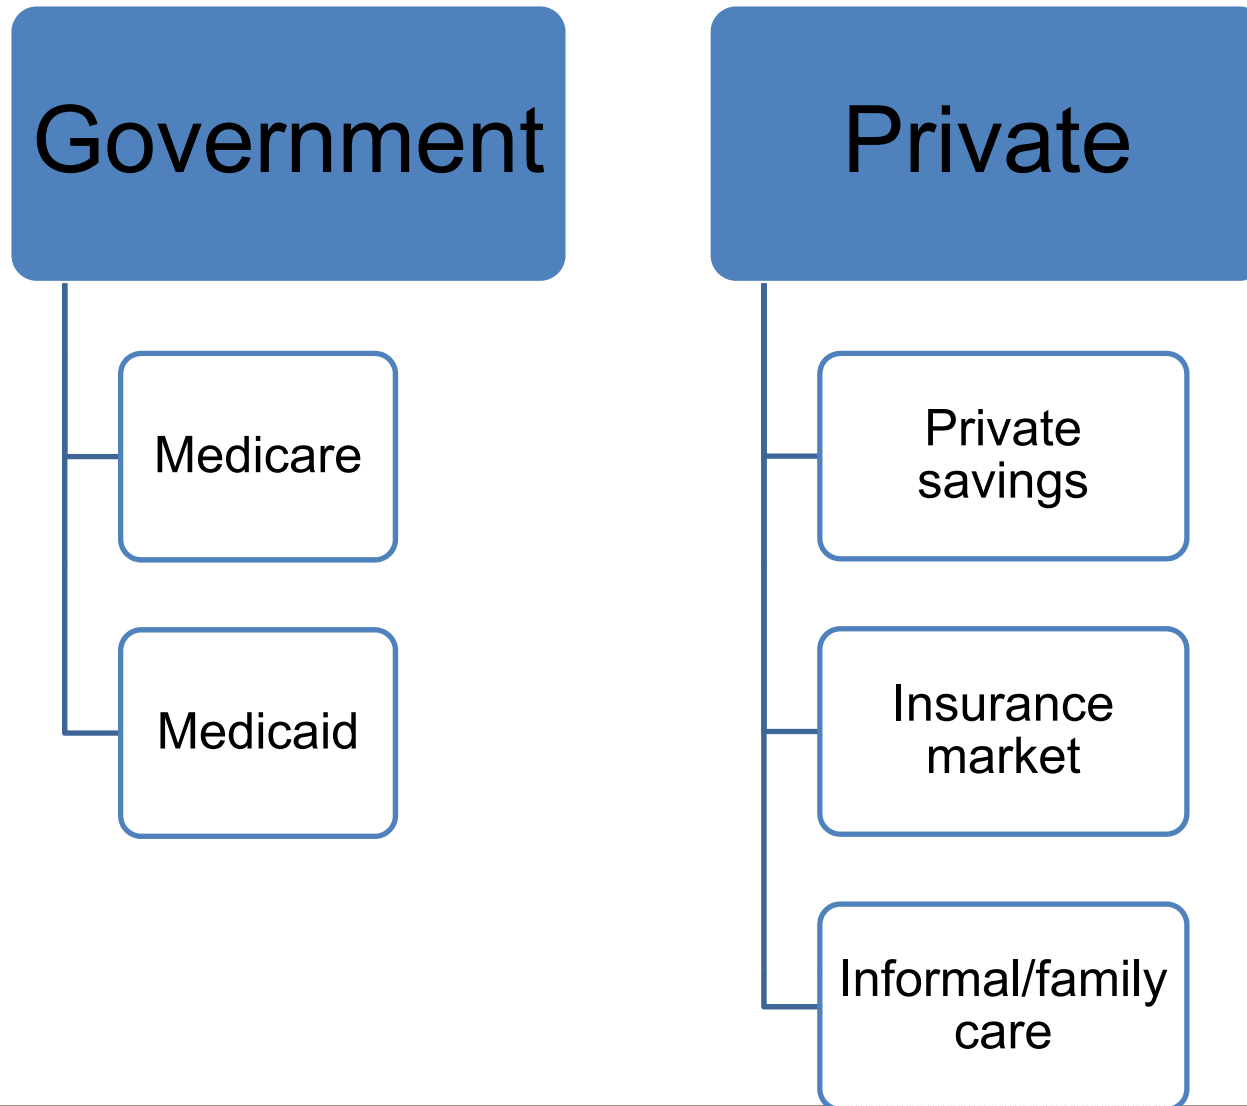 Government
Medicare
Medicaid
Private
Private
savings
Insurance
market
Informal/family
care